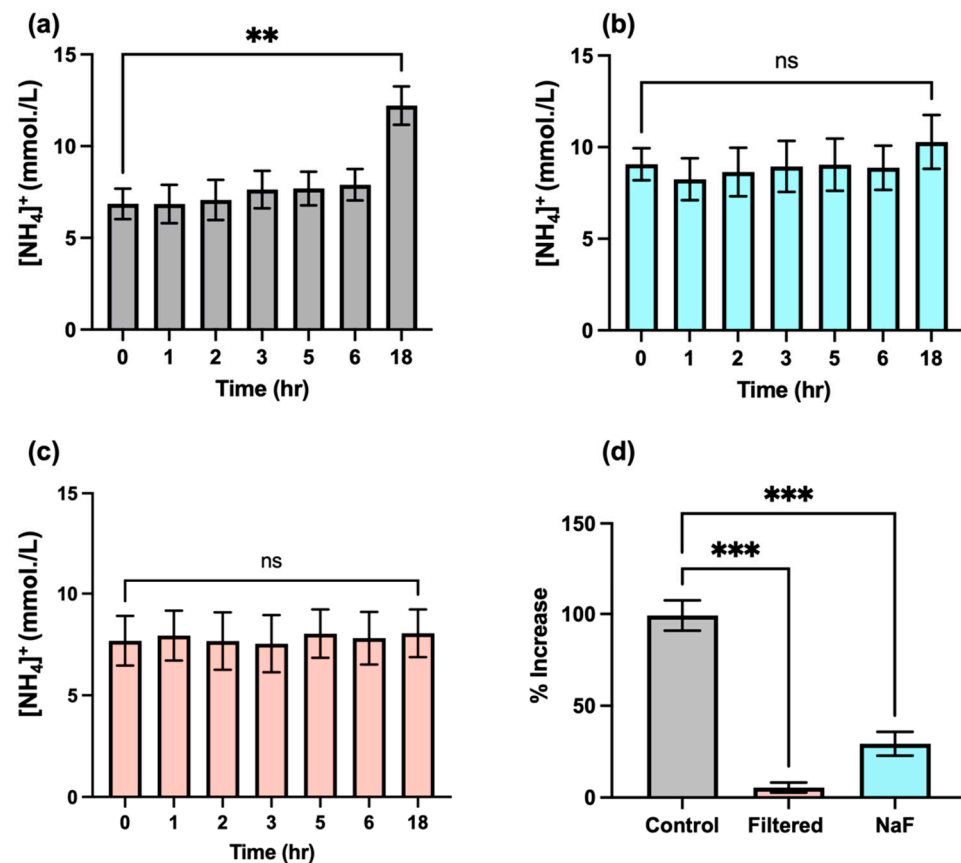 (a)
**
[NH₄]⁺ (mmol./L)
15
10
5
0
0 1 2 3 5 6 18
Time (hr)
(b)
ns
[NH₄]⁺ (mmol./L)
15
10
5
0
0 1 2 3 5 6 18
Time (hr)
(c)
ns
[NH₄]⁺ (mmol./L)
15
10
5
0
0 1 2 3 5 6 18
Time (hr)
(d)
***
***
% Increase
150
100
50
0
Control Filtered NaF